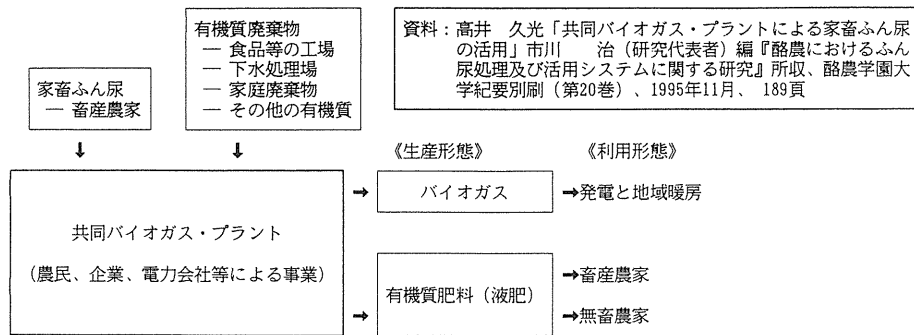 有機質廃棄物
― 食品等の工場
― 下水処理場
― 家庭廃棄物
― その他の有機質
資料：高井　久光「共同バイオガス・プラントによる家畜ふん尿
の活用」市川　　治（研究代表者）編『酪農におけるふん
尿処理及び活用システムに関する研究』所収、酪農学園大
学紀要別刷（第20巻）、1995年11月、 189頁
家畜ふん尿
― 畜産農家
↓
↓
《生産形態》
《利用形態》
共同バイオガス・プラント
（農民、企業、電力会社等による事業）
→
バイオガス
→発電と地域暖房
→
有機質肥料（液肥）
→畜産農家
→無畜農家